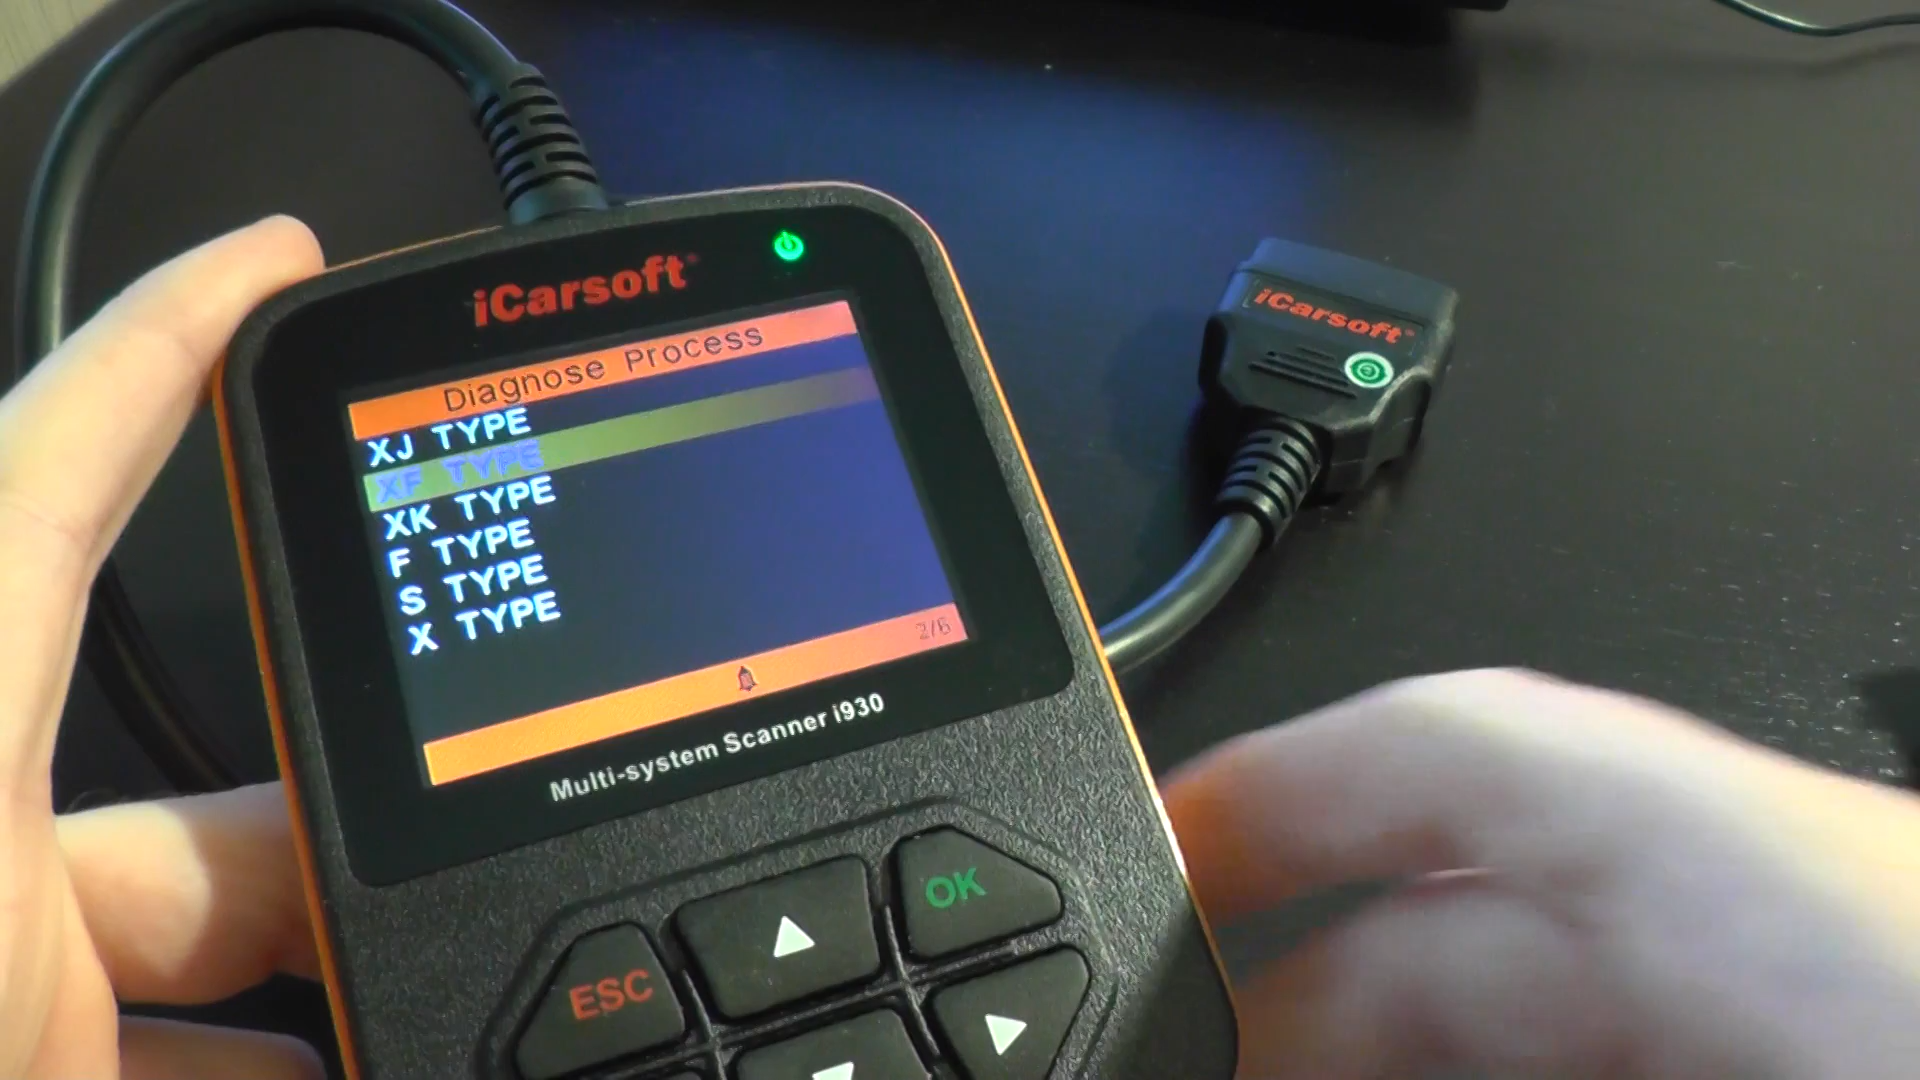 iCarsoft
Diagnose Process
XJ TYPE
XF TYPE
XK TYPE
F TYPE
S TYPE
X TYPE
2/6
Multi-system Scanner i930
OK
ESC
iCarsoft